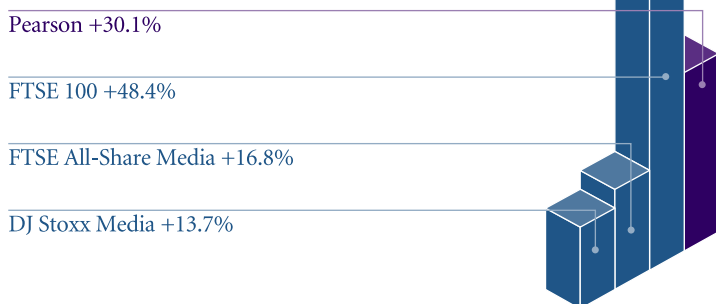 Pearson +30.1%
FTSE 100 +48.4%
FTSE All-Share Media +16.8%
DJ Stoxx Media +13.7%